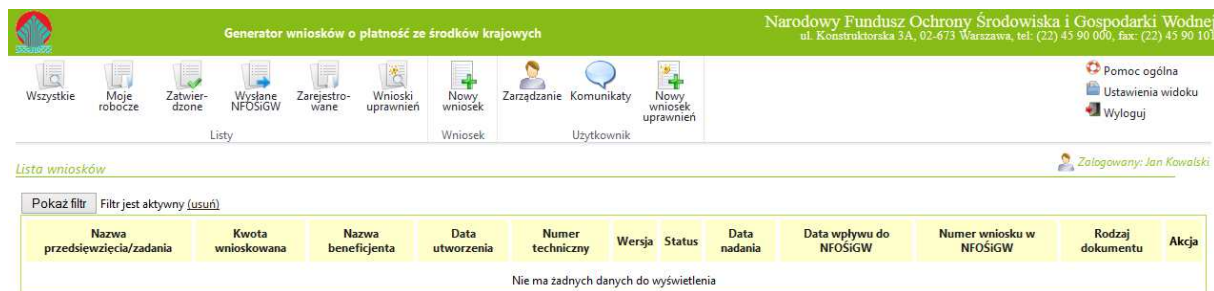 Generator wniosków o płatność ze środków krajowych
Narodowy Fundusz Ochrony Środowiska i Gospodarki Wodnej
ul. Konstruktorska 3A, 02-673 Warszawa, tel: (22) 45 90 000, fax: (22) 45 90 101
Wszystkie
Moje robocze
Zatwier-dzone
Wysłane NFOŚiGW
Zarejestro-wane
Wnioski uprawnień
Nowy wniosek
Zarządzanie
Komunikaty
Nowy wniosek uprawnień
Listy
Wniosek
Użytkownik
Pomoc ogólna
Ustawienia widoku
Wyloguj
Lista wniosków
Zalogowany: Jan Kowalski
Pokaż filtr Filtr jest aktywny (usuń)
Nazwa przedsięwzięcia/zadania
Kwota wnioskowana
Nazwa beneficjenta
Data utworzenia
Numer techniczny
Wersja
Status
Data nadania
Data wpływu do NFOŚiGW
Numer wniosku w NFOŚiGW
Rodzaj dokumentu
Akcja
Nie ma żadnych danych do wyświetlenia